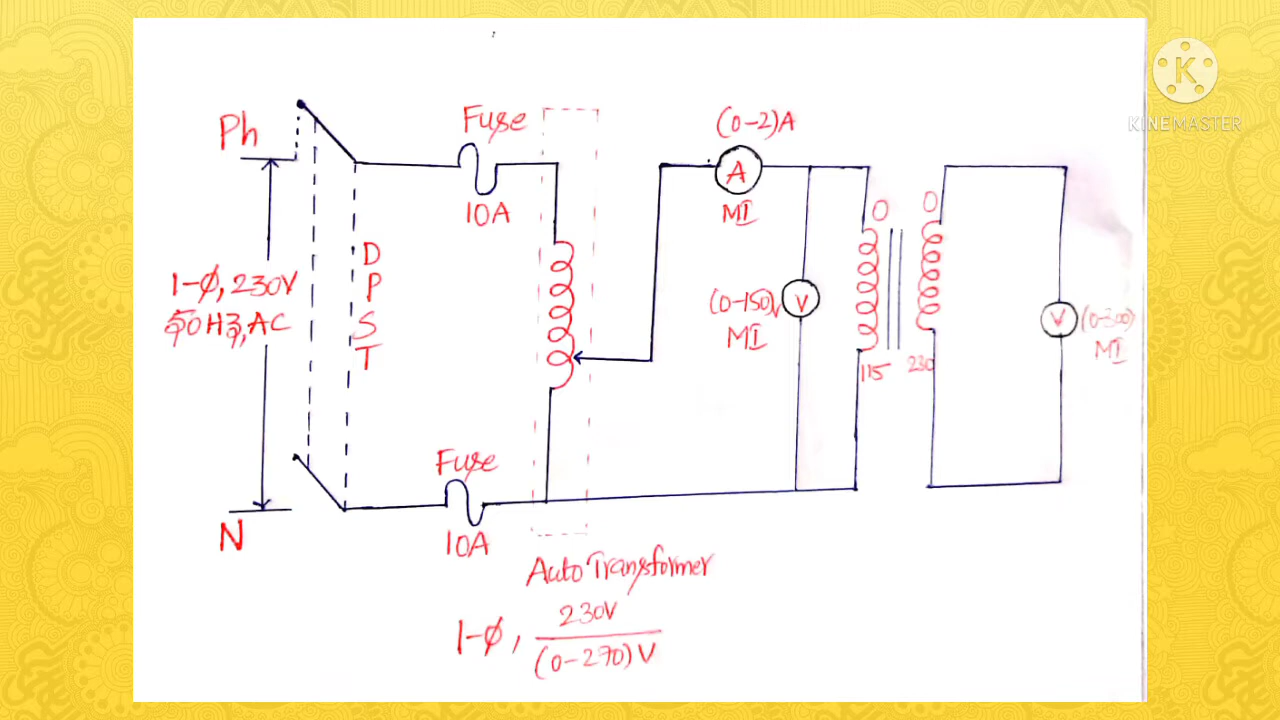 K
KINEMASTER
Fuse
(0-2)A
Ph
A
10A
MI
0
0
D
P
S
T
1-ϕ, 230V
50Hz, AC
(0-150)V
MI
V
V
(0-300)
MI
115
230
Fuse
N
10A
Auto Transformer
1-ϕ, 230V
(0-270)V